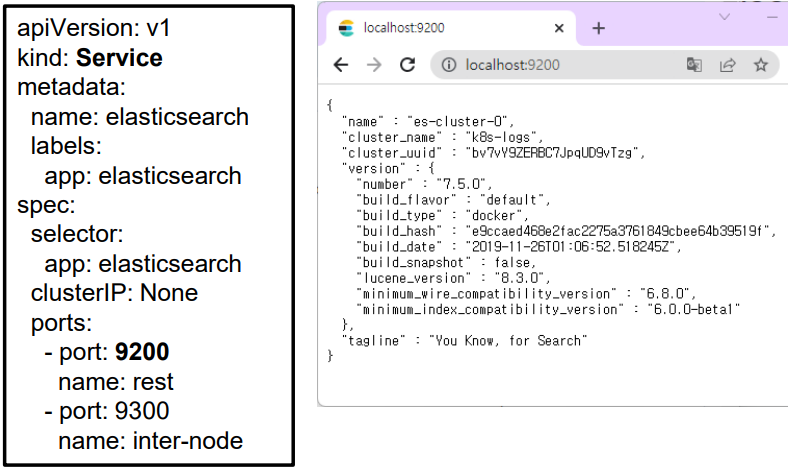 apiVersion: v1
kind: Service
metadata:
  name: elasticsearch
  labels:
    app: elasticsearch
spec:
  selector:
    app: elasticsearch
  clusterIP: None
  ports:
    - port: 9200
      name: rest
    - port: 9300
      name: inter-node
localhost:9200
localhost:9200
{
  "name" : "es-cluster-0",
  "cluster_name" : "k8s-logs",
  "cluster_uuid" : "bv7vY9ZERBC7JpqUD9vTzg",
  "version" : {
    "number" : "7.5.0",
    "build_flavor" : "default",
    "build_type" : "docker",
    "build_hash" : "e9ccaed468e2fac2275a3761849cbee64b39519f",
    "build_date" : "2019-11-26T01:06:52.518245Z",
    "build_snapshot" : false,
    "lucene_version" : "8.3.0",
    "minimum_wire_compatibility_version" : "6.8.0",
    "minimum_index_compatibility_version" : "6.0.0-beta1"
  },
  "tagline" : "You Know, for Search"
}